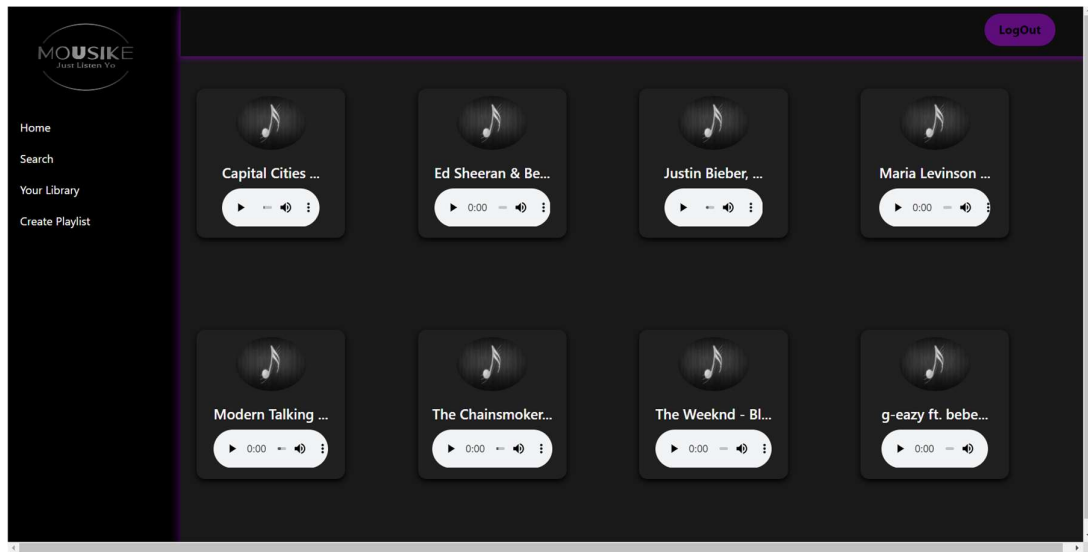 MOUSIKE
Just Listen Yo
LogOut
Home
Search
Your Library
Create Playlist
Capital Cities ...
Ed Sheeran & Be...
Justin Bieber, ...
Maria Levinson ...
0:00
0:00
Modern Talking ...
The Chainsmoker...
The Weeknd - Bl...
g-eazy ft. bebe...
0:00
0:00
0:00
0:00